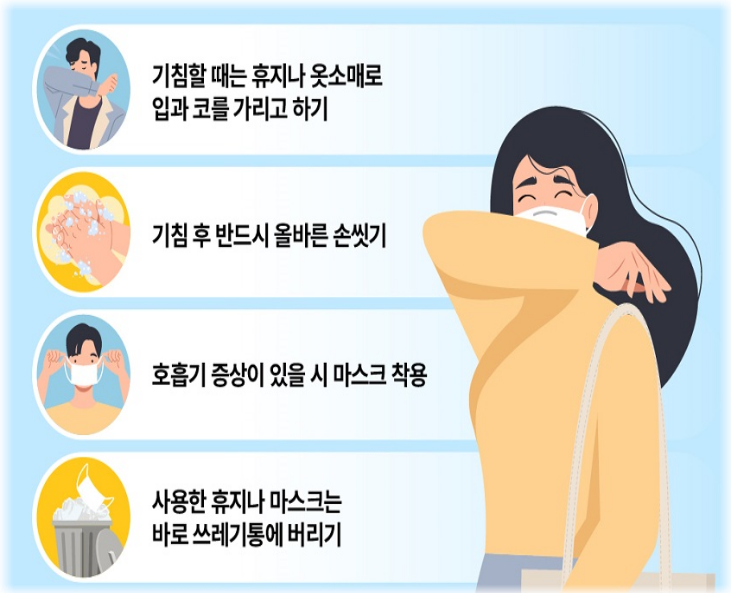 기침할 때는 휴지나 옷소매로
입과 코를 가리고 하기
기침 후 반드시 올바른 손씻기
호흡기 증상이 있을 시 마스크 착용
사용한 휴지나 마스크는
바로 쓰레기통에 버리기